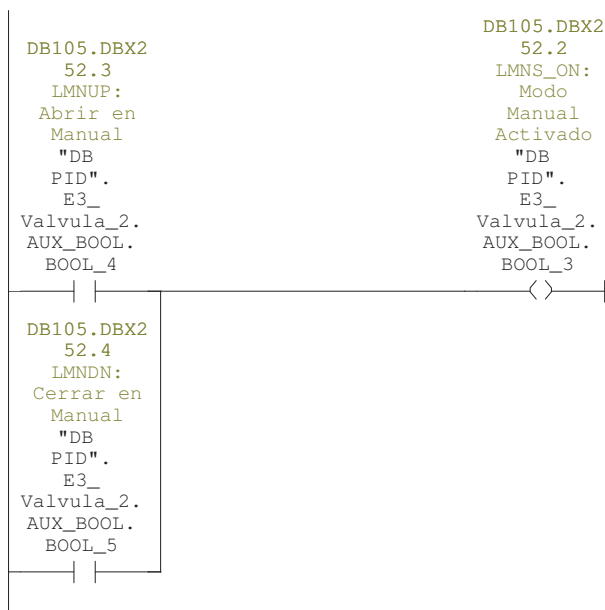 DB105.DBX2
52.3
LMNUP:
Abrir en
Manual
"DB
PID".
E3_
Valvula_2.
AUX_BOOL.
BOOL_4
DB105.DBX2
52.2
LMNS_ON:
Modo
Manual
Activado
"DB
PID".
E3_
Valvula_2.
AUX_BOOL.
BOOL_3
DB105.DBX2
52.4
LMNDN:
Cerrar en
Manual
"DB
PID".
E3_
Valvula_2.
AUX_BOOL.
BOOL_5